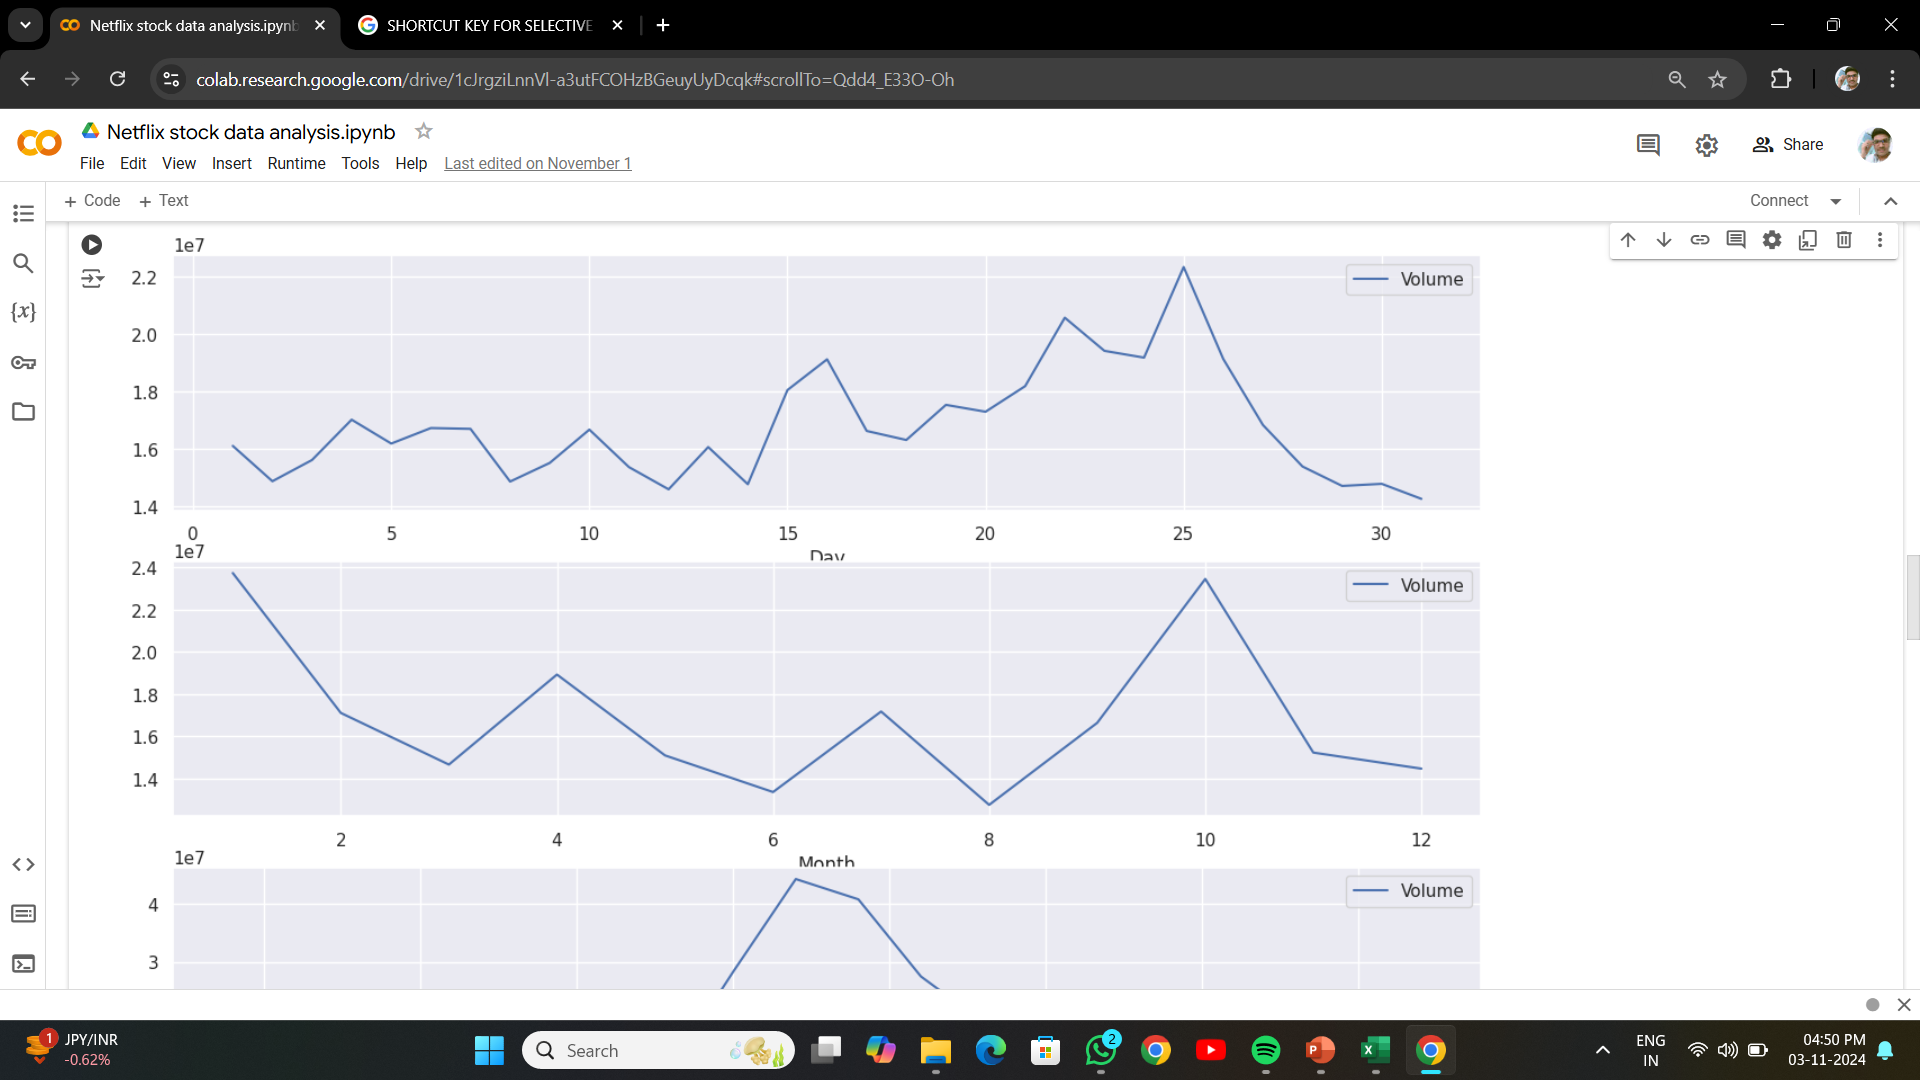 Netflix stock data analysis.ipynb
SHORTCUT KEY FOR SELECTIVE
colab.research.google.com/drive/1cJrgziLnnVl-a3utFCOHzBGeuyUyDcqk#scrollTo=Qdd4_E33O-Oh
Netflix stock data analysis.ipynb
File Edit View Insert Runtime Tools Help Last edited on November 1
Share
+ Code + Text
Connect
{x}
1e7
2.2
2.0
1.8
1.6
1.4
Volume
0 5 10 15 20 25 30
Day
1e7
2.4
2.2
2.0
1.8
1.6
1.4
Volume
2 4 6 8 10 12
Month
1e7
4
3
Volume
1
JPY/INR
-0.62%
Search
2
ENG
IN
04:50 PM
03-11-2024